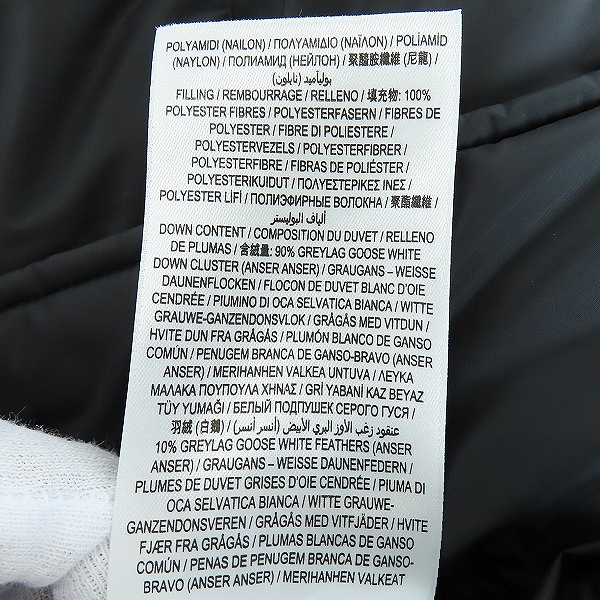 POLYAMIDI (NAILON) / ΠΟΛΥΑΜΙΔΙΟ (ΝΑΪΛΟΝ) / POLİAMİD
(NAYLON) / ПОЛИАМИД (НЕЙЛОН) / 聚醯胺纖維 (尼龍) /
بولياميد (نايلون)
FILLING / REMBOURRAGE / RELLENO / 填充物: 100%
POLYESTER FIBRES / POLYESTERFASERN / FIBRES DE
POLYESTER / FIBRE DI POLIESTERE /
POLYESTERVEZELS / POLYESTERFIBRER /
POLYESTERFIBRE / FIBRAS DE POLIÉSTER /
POLYESTERIKUIDUT / ΠΟΛΥΕΣΤΕΡΙΚΕΣ ΙΝΕΣ /
POLYESTER LİFİ / ПОЛИЭФИРНЫЕ ВОЛОКНА / 聚酯纖維 /
ألياف البوليستر
DOWN CONTENT / COMPOSITION DU DUVET / RELLENO
DE PLUMAS / 含絨量: 90% GREYLAG GOOSE WHITE
DOWN CLUSTER (ANSER ANSER) / GRAUGANS – WEISSE
DAUNENFLOCKEN / FLOCON DE DUVET BLANC D'OIE
CENDRÉE / PIUMINO DI OCA SELVATICA BIANCA / WITTE
GRAUWE-GANZENDONSVLOK / GRÅGÅS MED VITDUN /
HVITE DUN FRA GRÅGÅS / PLUMÓN BLANCO DE GANSO
COMÚN / PENUGEM BRANCA DE GANSO-BRAVO (ANSER
ANSER) / MERIHANHEN VALKEA UNTUVA / ΛΕΥΚΑ
ΜΑΛΑΚΑ ΠΟΥΠΟΥΛΑ ΧΗΝΑΣ / GRİ YABANİ KAZ BEYAZ
TÜY YUMAĞI / БЕЛЫЙ ПОДПУШЕК СЕРОГО ГУСЯ /
羽絨 (白鵝) / عنقود زغب الأوز البري الأبيض (أنسر أنسر)
10% GREYLAG GOOSE WHITE FEATHERS (ANSER
ANSER) / GRAUGANS – WEISSE DAUNENFEDERN /
PLUMES DE DUVET GRISES D'OIE CENDRÉE / PIUMA DI
OCA SELVATICA BIANCA / WITTE GRAUWE-
GANZENDONSVEREN / GRÅGÅS MED VITFJÄDER / HVITE
FJÆR FRA GRÅGÅS / PLUMAS BLANCAS DE GANSO
COMÚN / PENAS DE PENUGEM BRANCA DE GANSO-
BRAVO (ANSER ANSER) / MERIHANHEN VALKEAT